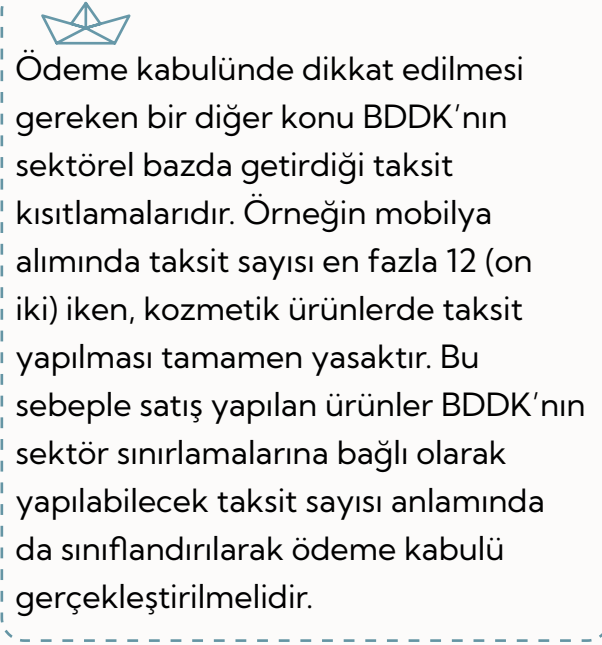 Ödeme kabulünde dikkat edilmesi
gereken bir diğer konu BDDK’nın
sektörel bazda getirdiği taksit
kısıtlamalarıdır. Örneğin mobilya
alımında taksit sayısı en fazla 12 (on
iki) iken, kozmetik ürünlerde taksit
yapılması tamamen yasaktır. Bu
sebeple satış yapılan ürünler BDDK’nın
sektör sınırlamalarına bağlı olarak
yapılabilecek taksit sayısı anlamında
da sınıflandırılarak ödeme kabulü
gerçekleştirilmelidir.